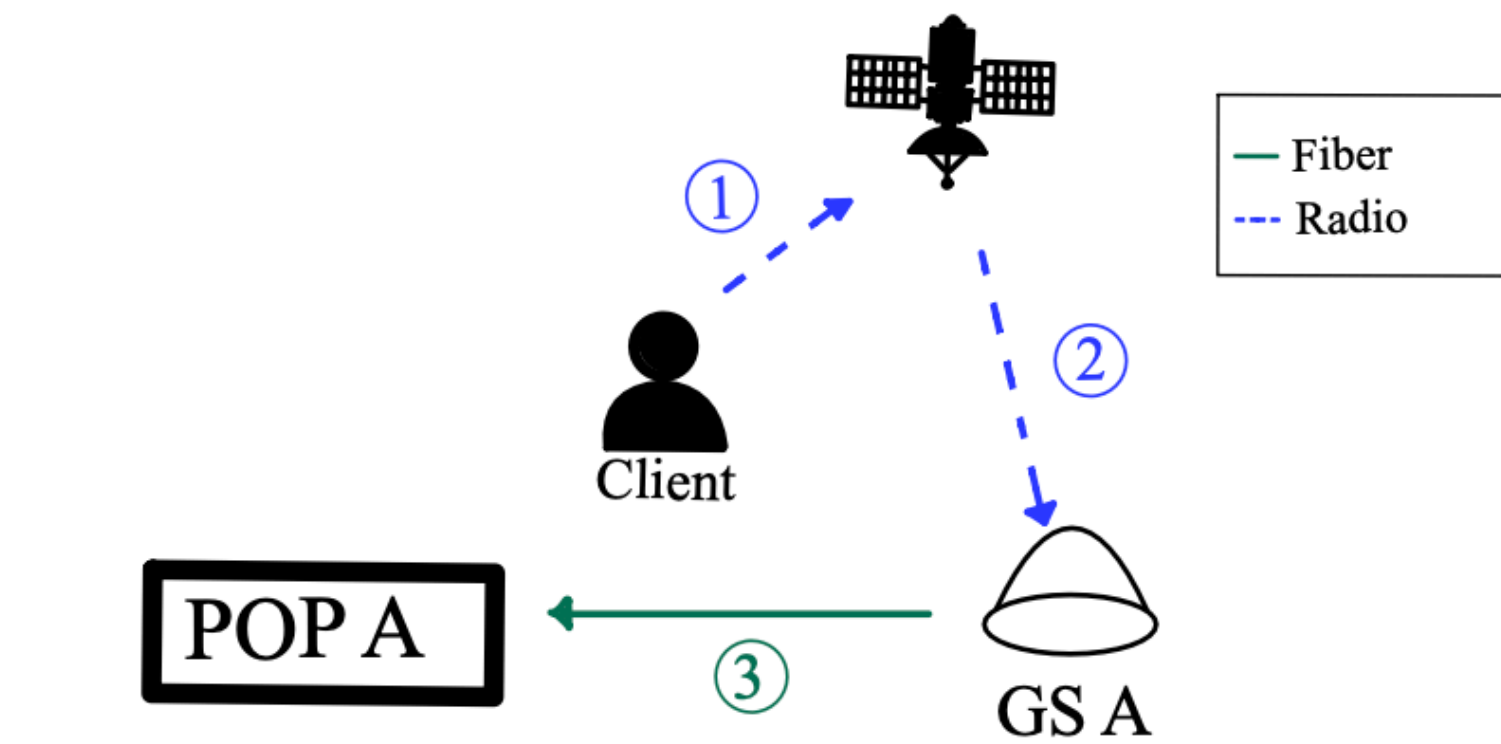 ①
Fiber
Radio
②
Client
POP A
③
GS A